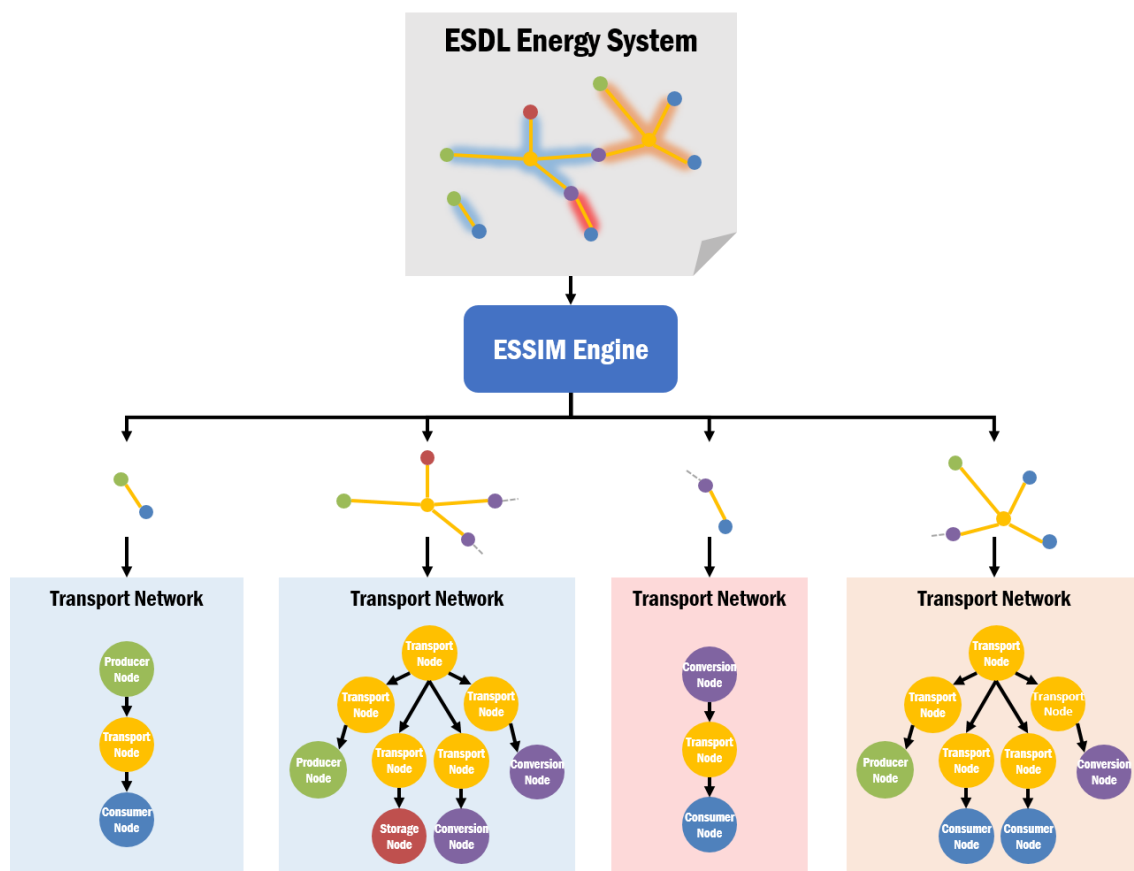 ESDL Energy System
ESSIM Engine
Transport Network
Producer
Node
Transport
Node
Consumer
Node
Transport Network
Transport
Node
Transport
Node
Transport
Node
Producer
Node
Transport
Node
Transport
Node
Conversion
Node
Storage
Node
Conversion
Node
Transport Network
Conversion
Node
Transport
Node
Consumer
Node
Transport Network
Transport
Node
Transport
Node
Transport
Node
Producer
Node
Transport
Node
Transport
Node
Conversion
Node
Consumer
Node
Consumer
Node